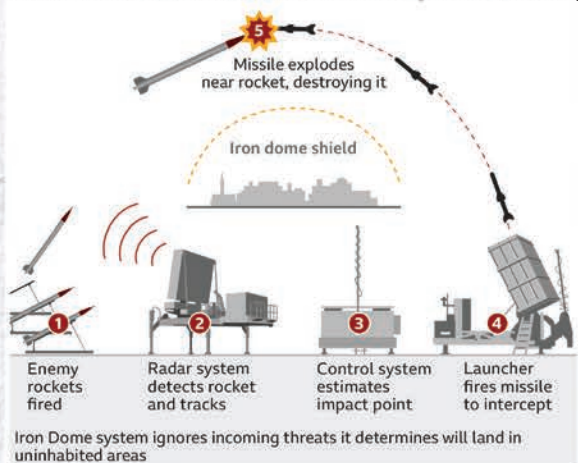 5
Missile explodes
near rocket, destroying it
Iron dome shield
1
2
3
4
Enemy
rockets
fired
Radar system
detects rocket
and tracks
Control system
estimates
impact point
Launcher
fires missile
to intercept
Iron Dome system ignores incoming threats it determines will land in
uninhabited areas